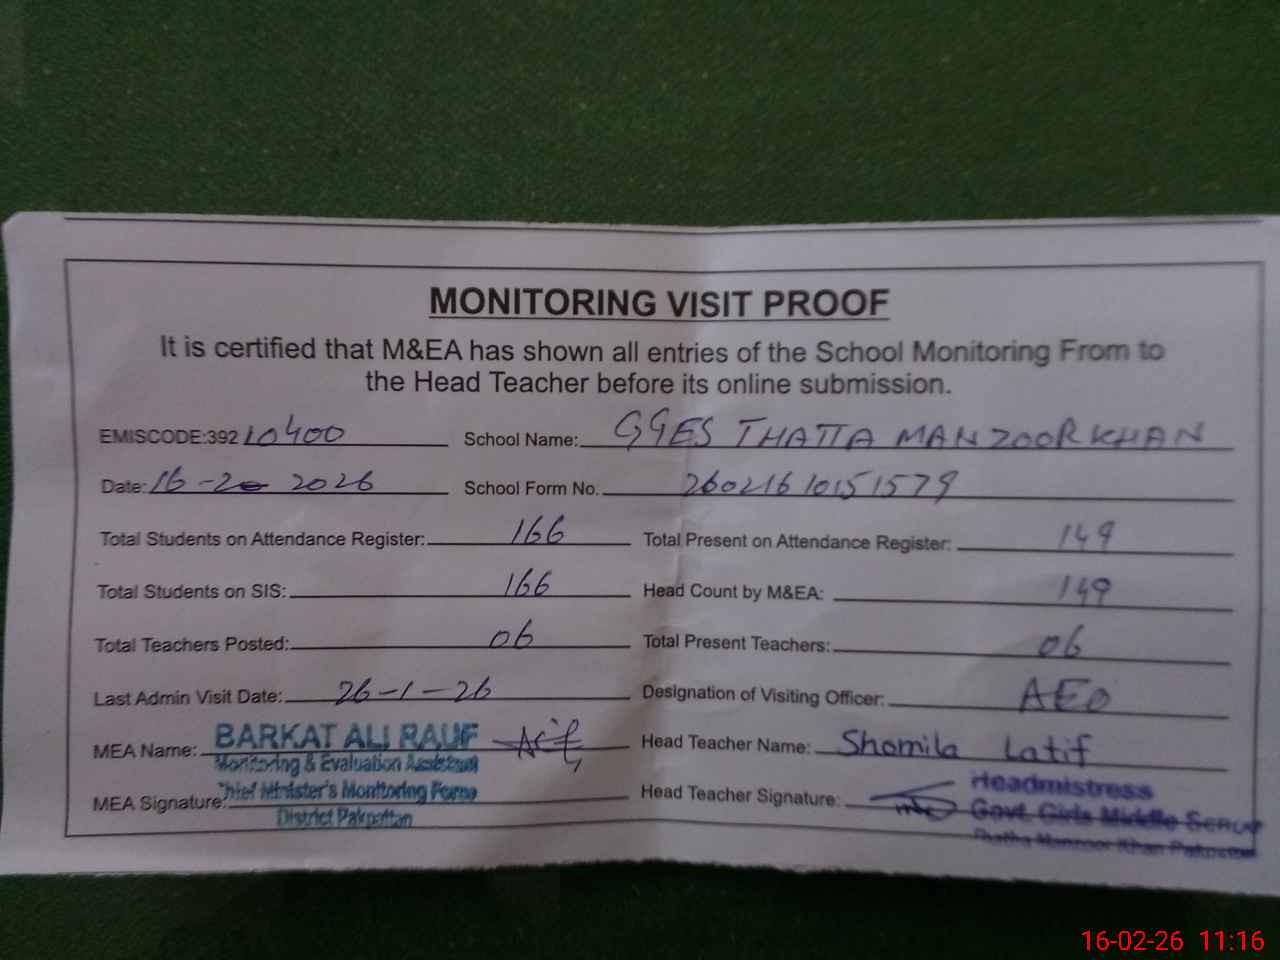 MONITORING VISIT PROOF
It is certified that M&EA has shown all entries of the School Monitoring From to
the Head Teacher before its online submission.
EMISCODE:392 10400 School Name: GGES THATTA MANZOOR KHAN
Date: 16-2 2026 School Form No. 26021610151579
Total Students on Attendance Register: 166 Total Present on Attendance Register: 149
Total Students on SIS: 166 Head Count by M&EA: 149
Total Teachers Posted: 06 Total Present Teachers: 06
Last Admin Visit Date: 26-1-26 Designation of Visiting Officer: AEO
MEA Name: BARKAT ALI RAUF Head Teacher Name: Shomila Latif
Monitoring & Evaluation Assistant
Chief Minister's Monitoring Force
District Pakpattan
MEA Signature: Head Teacher Signature:
Headmistress
Govt. Girls Middle School
Thatha Manzoor Khan Pakpattan
16-02-26 11:16